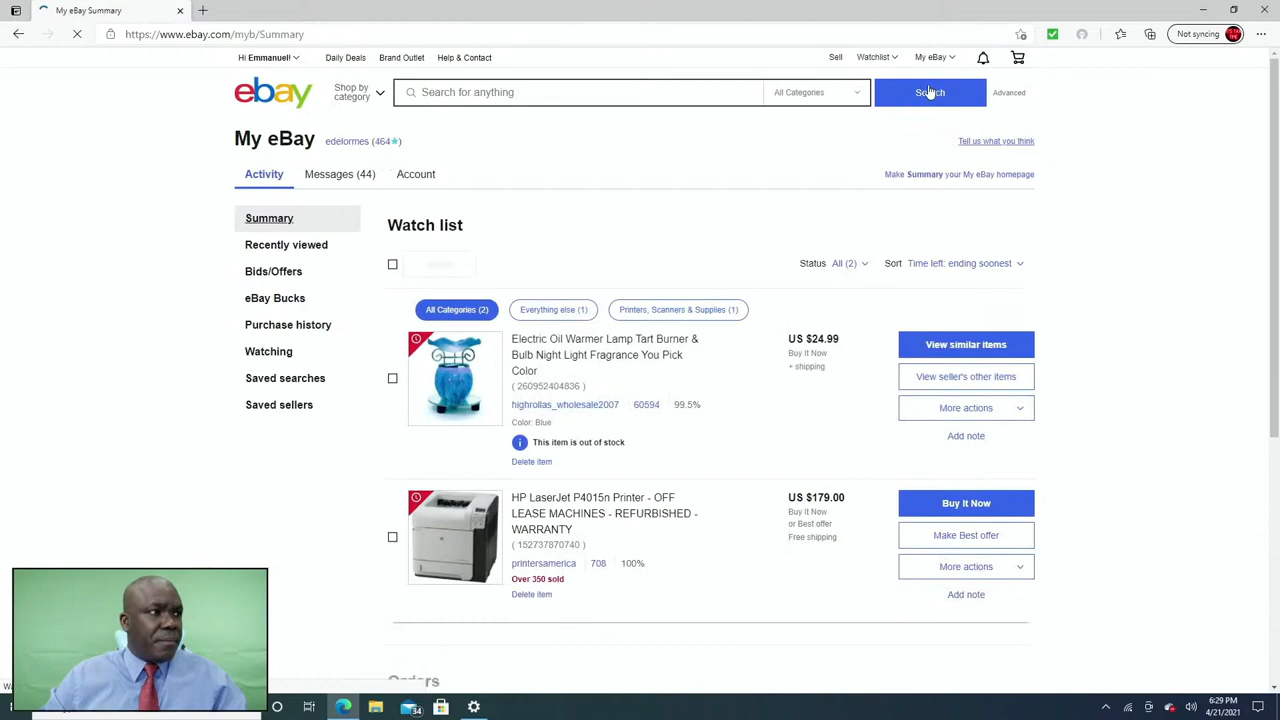 My eBay
https://www.ebay.com/myb/Summary
Not syncing
Hi Emmanuel!
Daily Deals
Brand Outlet
Help & Contact
Sell
Watchlist
My eBay
ebay
Shop by
category
Search for anything
All Categories
Search
Advanced
My eBay
edelormes (464★)
Tell us what you think
Activity
Messages (44)
Account
Make Summary your My eBay homepage
Summary
Recently viewed
Bids/Offers
eBay Bucks
Purchase history
Watching
Saved searches
Saved sellers
Watch list
Status All (2)
Sort Time left: ending soonest
All Categories (2)
Everything else (1)
Printers, Scanners & Supplies (1)
Electric Oil Warmer Lamp Tart Burner &
Bulb Night Light Fragrance You Pick
Color
( 260952404836 )
highrollas_wholesale2007 60594 99.5%
Color: Blue
This item is out of stock
Delete item
US $24.99
Buy It Now
+ shipping
View similar items
View seller's other items
More actions
Add note
HP LaserJet P4015n Printer - OFF
LEASE MACHINES - REFURBISHED -
WARRANTY
( 152737870740 )
printersamerica 708 100%
Over 350 sold
Delete item
US $179.00
Buy It Now
or Best offer
Free shipping
Buy It Now
Make Best offer
More actions
Add note
Orders
34
6:29 PM
4/21/2021